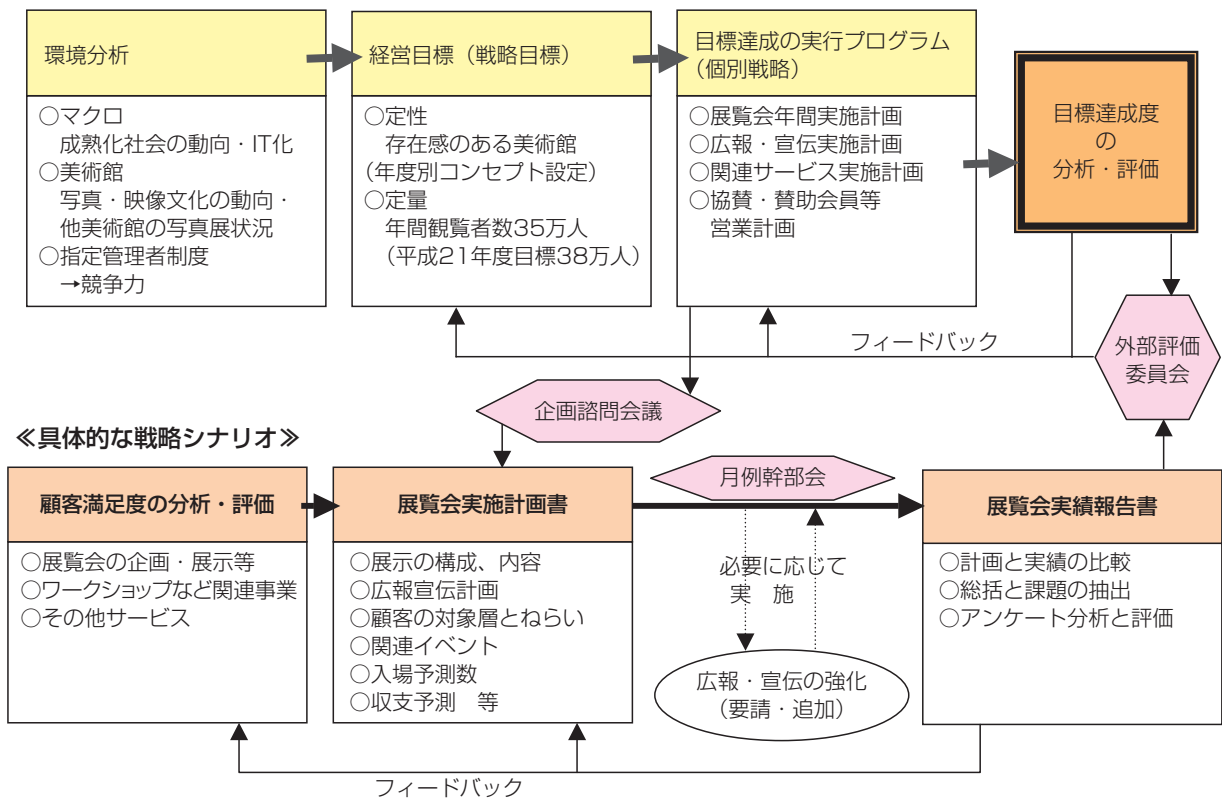 環境分析
○マクロ
成熟化社会の動向・IT化
○美術館
写真・映像文化の動向・
他美術館の写真展状況
○指定管理者制度
→競争力
経営目標（戦略目標）
○定性
存在感のある美術館
（年度別コンセプト設定）
○定量
年間観覧者数35万人
（平成21年度目標38万人）
目標達成の実行プログラム
（個別戦略）
○展覧会年間実施計画
○広報・宣伝実施計画
○関連サービス実施計画
○協賛・賛助会員等
営業計画
目標達成度
の
分析・評価
フィードバック
外部評価
委員会
企画諮問会議
≪具体的な戦略シナリオ≫
顧客満足度の分析・評価
○展覧会の企画・展示等
○ワークショップなど関連事業
○その他サービス
展覧会実施計画書
○展示の構成、内容
○広報宣伝計画
○顧客の対象層とねらい
○関連イベント
○入場予測数
○収支予測　等
月例幹部会
必要に応じて
実　施
広報・宣伝の強化
（要請・追加）
展覧会実績報告書
○計画と実績の比較
○総括と課題の抽出
○アンケート分析と評価
フィードバック